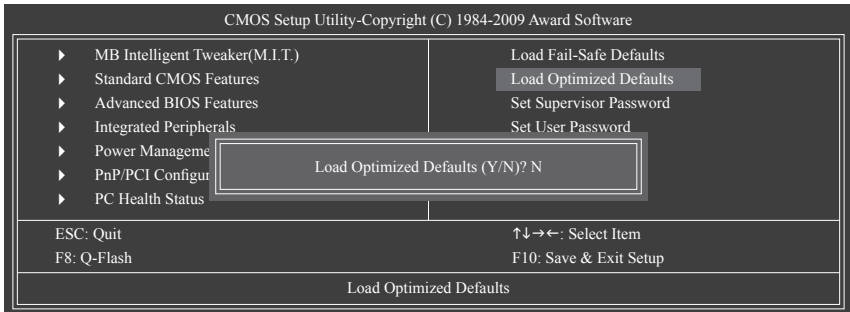 CMOS Setup Utility-Copyright (C) 1984-2009 Award Software
MB Intelligent Tweaker(M.I.T.)
Standard CMOS Features
Advanced BIOS Features
Integrated Peripherals
Power Manageme
PnP/PCI Configur
PC Health Status
Load Fail-Safe Defaults
Load Optimized Defaults
Set Supervisor Password
Set User Password
Load Optimized Defaults (Y/N)? N
ESC: Quit
F8: Q-Flash
↑↓→←: Select Item
F10: Save & Exit Setup
Load Optimized Defaults